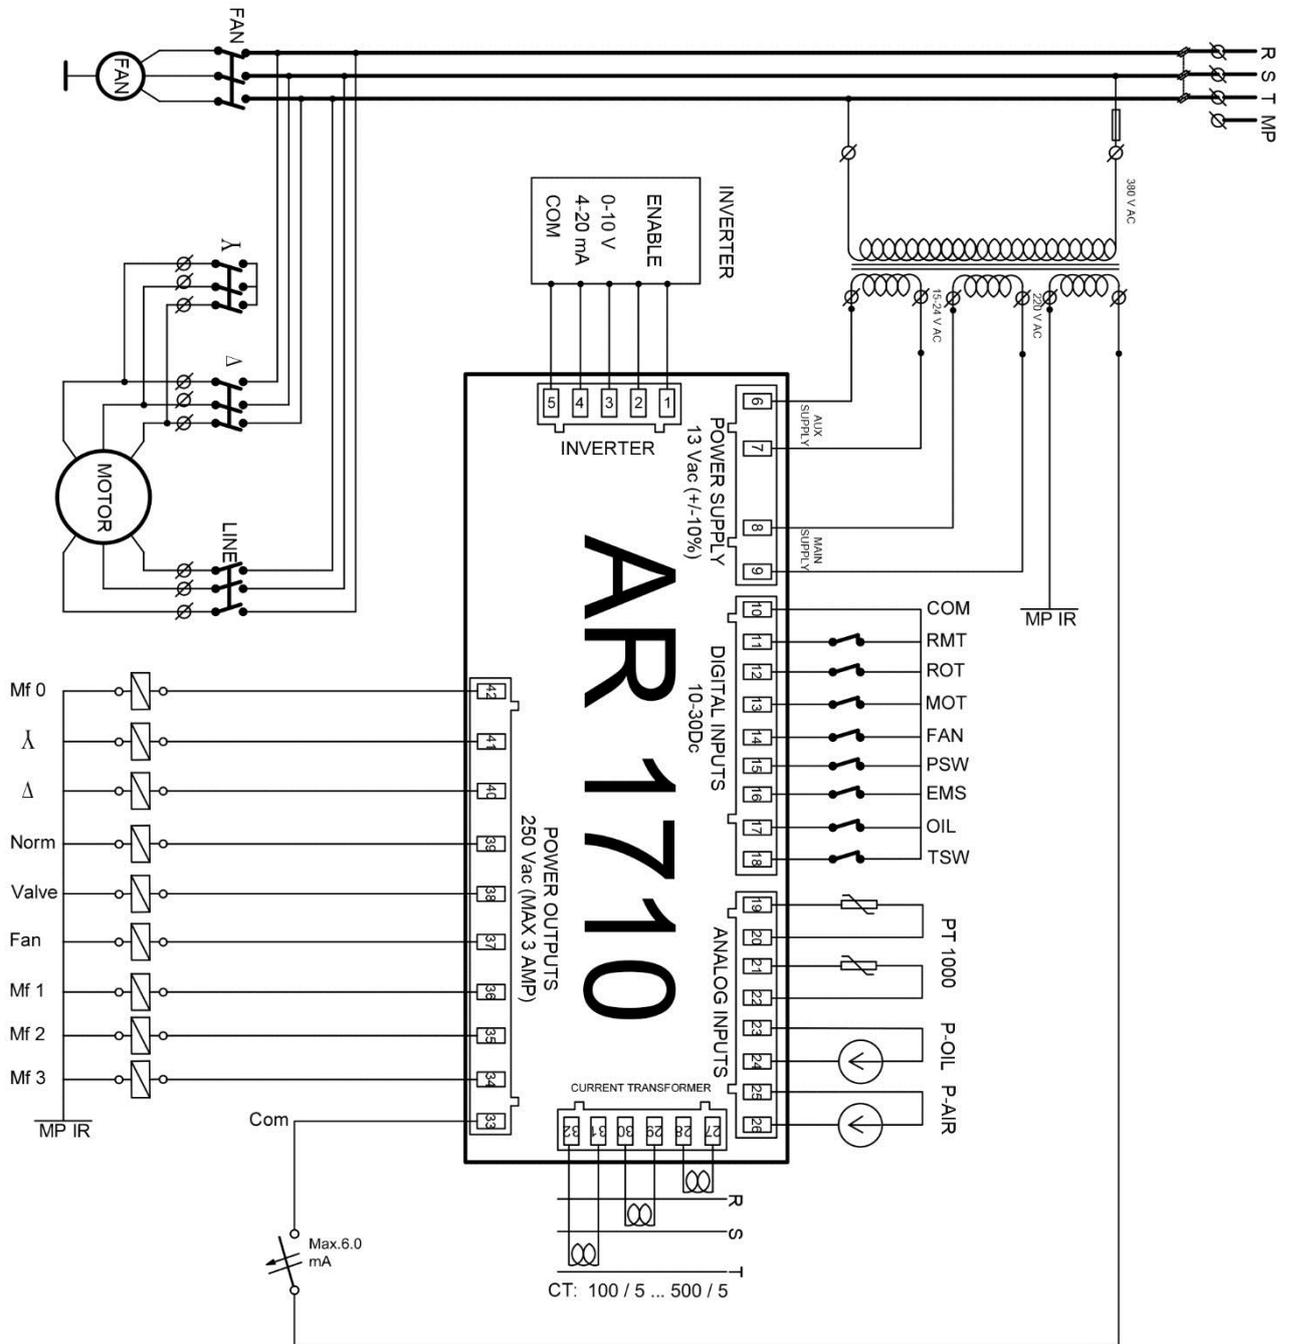 FAN
FAN
R
S
T
MP
380 V AC
INVERTER
ENABLE
0-10 V
4-20 mA
COM
Y
Δ
15-24 V AC
220 V AC
5
4
3
2
1
INVERTER
6
7
8
9
AUX
SUPPLY
MAIN
SUPPLY
POWER SUPPLY
13 Vac (+/-10%)
MOTOR
LINE
AR 1710
MP IR
10
11
12
13
14
15
16
17
18
COM
RMT
ROT
MOT
FAN
PSW
EMS
OIL
TSW
DIGITAL INPUTS
10-30Dc
Mf 0
Y
Δ
Norm
Valve
Fan
Mf 1
Mf 2
Mf 3
MP IR
42
41
40
39
38
37
36
35
34
33
Com
POWER OUTPUTS
250 Vac (MAX 3 AMP)
19
20
21
22
23
24
25
26
ANALOG INPUTS
PT 1000
P-OIL
P-AIR
CURRENT TRANSFORMER
32
31
30
29
28
27
R
S
T
CT: 100 / 5 ... 500 / 5
Max.6.0
mA